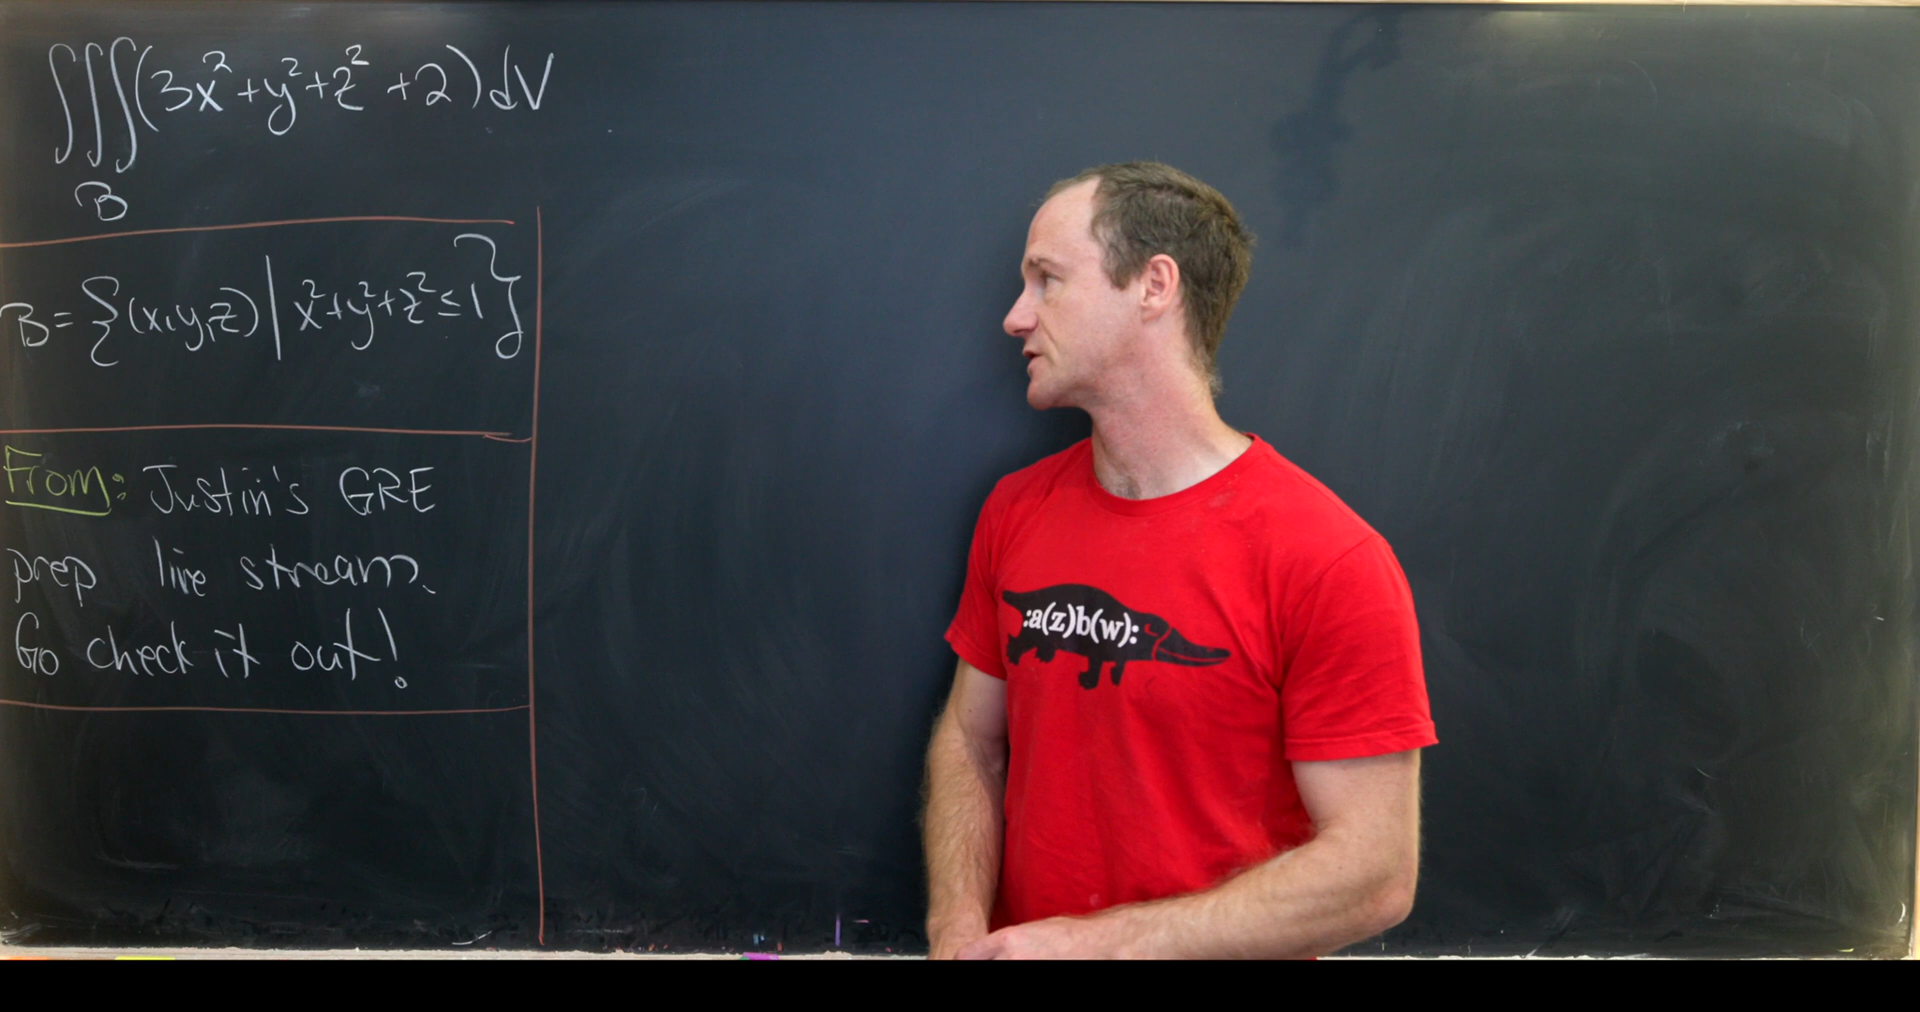 ∭(3x²+y²+z²+2)dV
B
B={(x,y,z)|x²+y²+z²≤1}
From: Justin's GRE
prep live stream.
Go check it out!
:a(z)b(w):